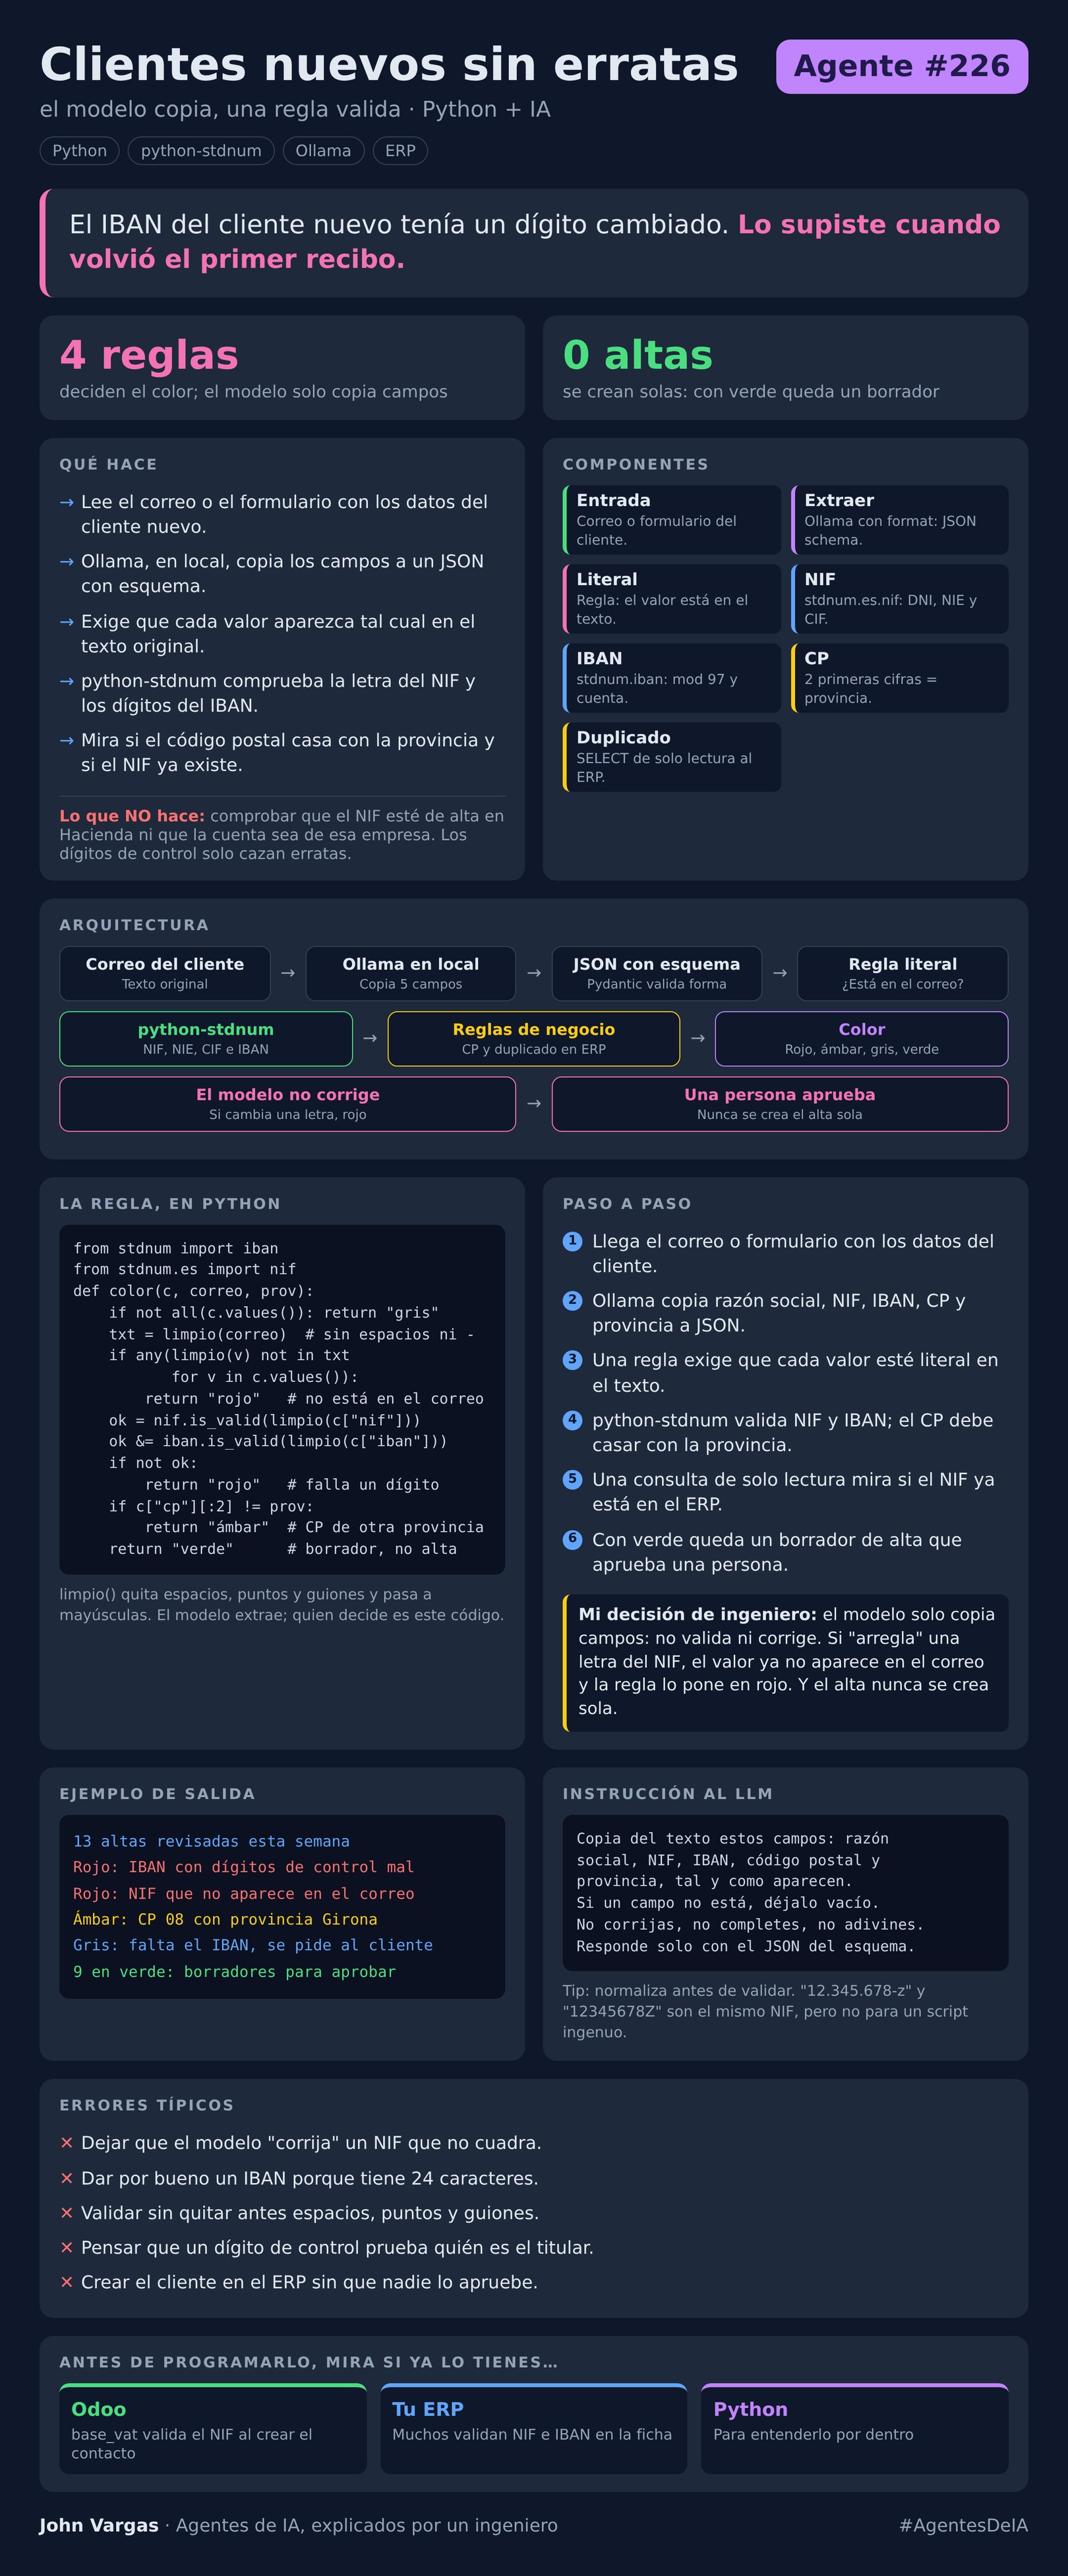 Clientes nuevos sin erratas
Agente #226
el modelo copia, una regla valida · Python + IA
Python
python-stdnum
Ollama
ERP
El IBAN del cliente nuevo tenía un dígito cambiado. Lo supiste cuando
volvió el primer recibo.
4 reglas
deciden el color; el modelo solo copia campos
0 altas
se crean solas: con verde queda un borrador
QUÉ HACE
→ Lee el correo o el formulario con los datos del
cliente nuevo.
→ Ollama, en local, copia los campos a un JSON
con esquema.
→ Exige que cada valor aparezca tal cual en el
texto original.
→ python-stdnum comprueba la letra del NIF y
los dígitos del IBAN.
→ Mira si el código postal casa con la provincia y
si el NIF ya existe.
Lo que NO hace: comprobar que el NIF esté de alta en
Hacienda ni que la cuenta sea de esa empresa. Los
dígitos de control solo cazan erratas.
COMPONENTES
Entrada
Correo o formulario del
cliente.
Extraer
Ollama con format: JSON
schema.
Literal
Regla: el valor está en el
texto.
NIF
stdnum.es.nif: DNI, NIE y
CIF.
IBAN
stdnum.iban: mod 97 y
cuenta.
CP
2 primeras cifras =
provincia.
Duplicado
SELECT de solo lectura al
ERP.
ARQUITECTURA
Correo del cliente
Texto original
→
Ollama en local
Copia 5 campos
→
JSON con esquema
Pydantic valida forma
→
Regla literal
¿Está en el correo?
python-stdnum
NIF, NIE, CIF e IBAN
→
Reglas de negocio
CP y duplicado en ERP
→
Color
Rojo, ámbar, gris, verde
El modelo no corrige
Si cambia una letra, rojo
→
Una persona aprueba
Nunca se crea el alta sola
LA REGLA, EN PYTHON
from stdnum import iban
from stdnum.es import nif
def color(c, correo, prov):
    if not all(c.values()): return "gris"
    txt = limpio(correo)  # sin espacios ni -
    if any(limpio(v) not in txt
           for v in c.values()):
        return "rojo"   # no está en el correo
    ok = nif.is_valid(limpio(c["nif"]))
    ok &= iban.is_valid(limpio(c["iban"]))
    if not ok:
        return "rojo"   # falla un dígito
    if c["cp"][:2] != prov:
        return "ámbar"  # CP de otra provincia
    return "verde"      # borrador, no alta
limpio() quita espacios, puntos y guiones y pasa a
mayúsculas. El modelo extrae; quien decide es este código.
PASO A PASO
1 Llega el correo o formulario con los datos del
cliente.
2 Ollama copia razón social, NIF, IBAN, CP y
provincia a JSON.
3 Una regla exige que cada valor esté literal en
el texto.
4 python-stdnum valida NIF y IBAN; el CP debe
casar con la provincia.
5 Una consulta de solo lectura mira si el NIF ya
está en el ERP.
6 Con verde queda un borrador de alta que
aprueba una persona.
Mi decisión de ingeniero: el modelo solo copia
campos: no valida ni corrige. Si "arregla" una
letra del NIF, el valor ya no aparece en el correo
y la regla lo pone en rojo. Y el alta nunca se crea
sola.
EJEMPLO DE SALIDA
13 altas revisadas esta semana
Rojo: IBAN con dígitos de control mal
Rojo: NIF que no aparece en el correo
Ámbar: CP 08 con provincia Girona
Gris: falta el IBAN, se pide al cliente
9 en verde: borradores para aprobar
INSTRUCCIÓN AL LLM
Copia del texto estos campos: razón
social, NIF, IBAN, código postal y
provincia, tal y como aparecen.
Si un campo no está, déjalo vacío.
No corrijas, no completes, no adivines.
Responde solo con el JSON del esquema.
Tip: normaliza antes de validar. "12.345.678-z" y
"12345678Z" son el mismo NIF, pero no para un script
ingenuo.
ERRORES TÍPICOS
✕ Dejar que el modelo "corrija" un NIF que no cuadra.
✕ Dar por bueno un IBAN porque tiene 24 caracteres.
✕ Validar sin quitar antes espacios, puntos y guiones.
✕ Pensar que un dígito de control prueba quién es el titular.
✕ Crear el cliente en el ERP sin que nadie lo apruebe.
ANTES DE PROGRAMARLO, MIRA SI YA LO TIENES…
Odoo
base_vat valida el NIF al crear el
contacto
Tu ERP
Muchos validan NIF e IBAN en la ficha
Python
Para entenderlo por dentro
John Vargas · Agentes de IA, explicados por un ingeniero
#AgentesDeIA